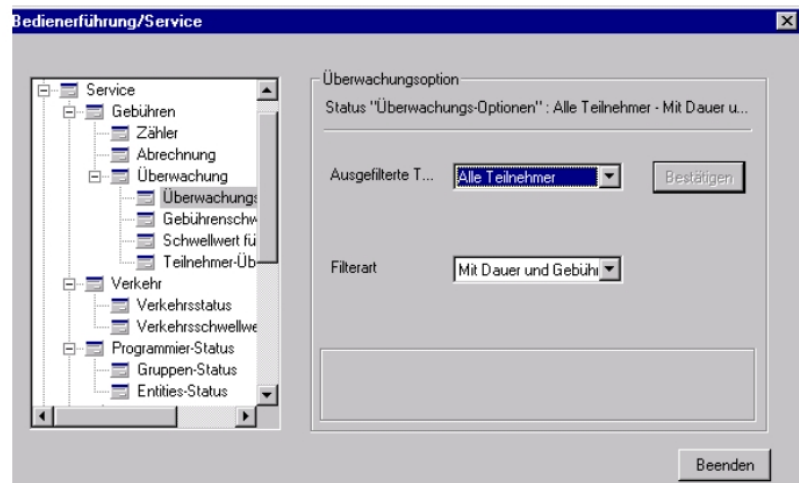 Bedienerführung/Service
Service
Gebühren
Zähler
Abrechnung
Überwachung
Überwachungs
Gebührenschw
Schwellwert fü
Teilnehmer-Üb
Verkehr
Verkehrsstatus
Verkehrsschwellwe
Programmier-Status
Gruppen-Status
Entities-Status
Überwachungsoption
Status "Überwachungs-Optionen" : Alle Teilnehmer - Mit Dauer u...
Ausgefilterte T... Alle Teilnehmer Bestätigen
Filterart Mit Dauer und Gebühr
Beenden